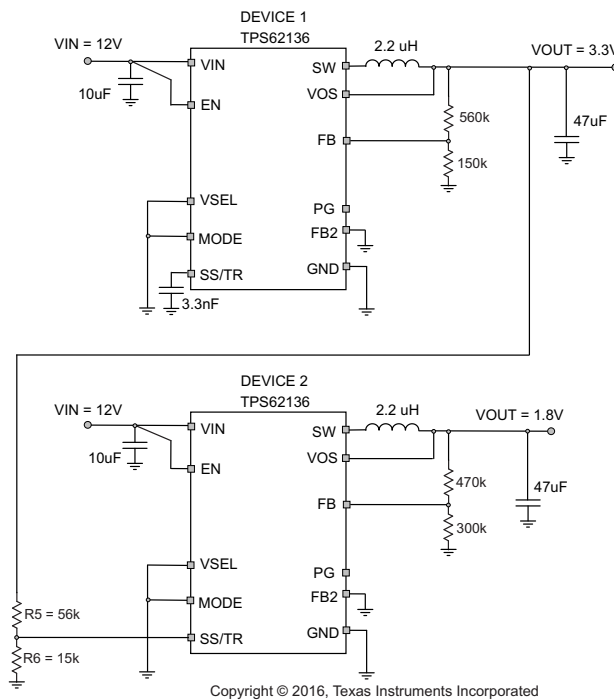 DEVICE 1
TPS62136
VIN = 12V
10uF
VIN
EN
VSEL
MODE
SS/TR
3.3nF
SW
VOS
FB
PG
FB2
GND
2.2 uH
VOUT = 3.3V
560k
150k
47uF
DEVICE 2
TPS62136
VIN = 12V
10uF
VIN
EN
VSEL
MODE
SS/TR
SW
VOS
FB
PG
FB2
GND
2.2 uH
VOUT = 1.8V
470k
300k
47uF
R5 = 56k
R6 = 15k
Copyright © 2016, Texas Instruments Incorporated